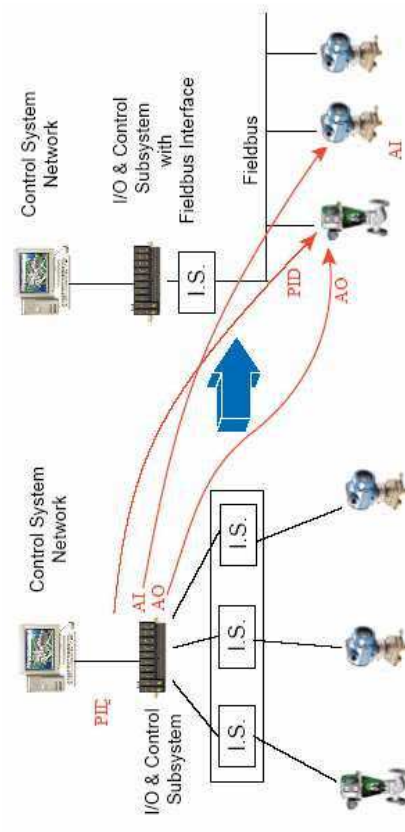 Control System
Network
PID
I/O & Control
Subsystem
AI
AO
I.S.
I.S.
I.S.
Control System
Network
I/O & Control
Subsystem
with
Fieldbus Interface
I.S.
Fieldbus
PID
AO
AI